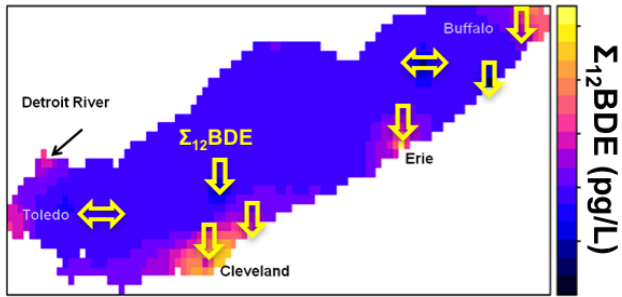 Buffalo
Detroit River
Σ₁₂BDE
Erie
Toledo
Cleveland
Σ₁₂BDE (pg/L)